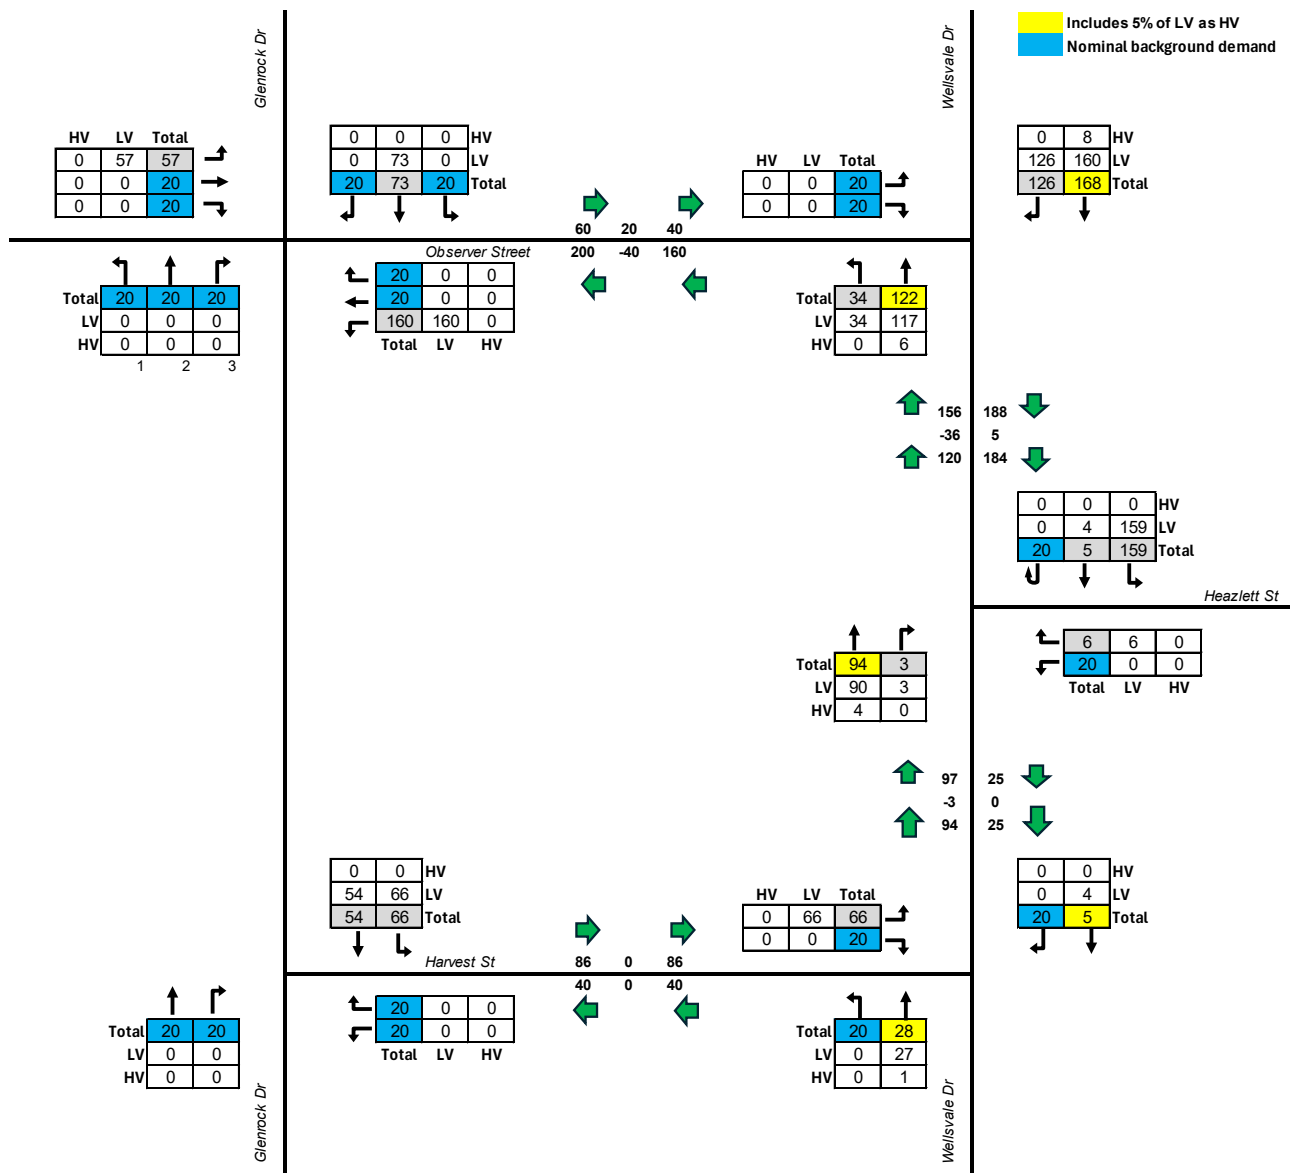 Includes 5% of LV as HV
Nominal background demand
Glenrock Dr
Wellsvale Dr
HV LV Total
0 57 57
0 0 20
0 0 20
0 0 0 HV
0 73 0 LV
20 73 20 Total
HV LV Total
0 0 20
0 0 20
0 8 HV
126 160 LV
126 168 Total
60 20 40
Observer Street
200 -40 160
Total 20 20 20
LV 0 0 0
HV 0 0 0
1 2 3
20 0 0
20 0 0
160 160 0
Total LV HV
Total 34 122
LV 34 117
HV 0 6
156 188
-36 5
120 184
0 0 0 HV
0 4 159 LV
20 5 159 Total
Heazlett St
6 6 0
20 0 0
Total LV HV
Total 94 3
LV 90 3
HV 4 0
97 25
-3 0
94 25
0 0 HV
54 66 LV
54 66 Total
HV LV Total
0 66 66
0 0 20
0 0 HV
0 4 LV
20 5 Total
Harvest St
86 0 86
40 0 40
Total 20 20
LV 0 0
HV 0 0
20 0 0
20 0 0
Total LV HV
Total 20 28
LV 0 27
HV 0 1
Glenrock Dr
Wellsvale Dr